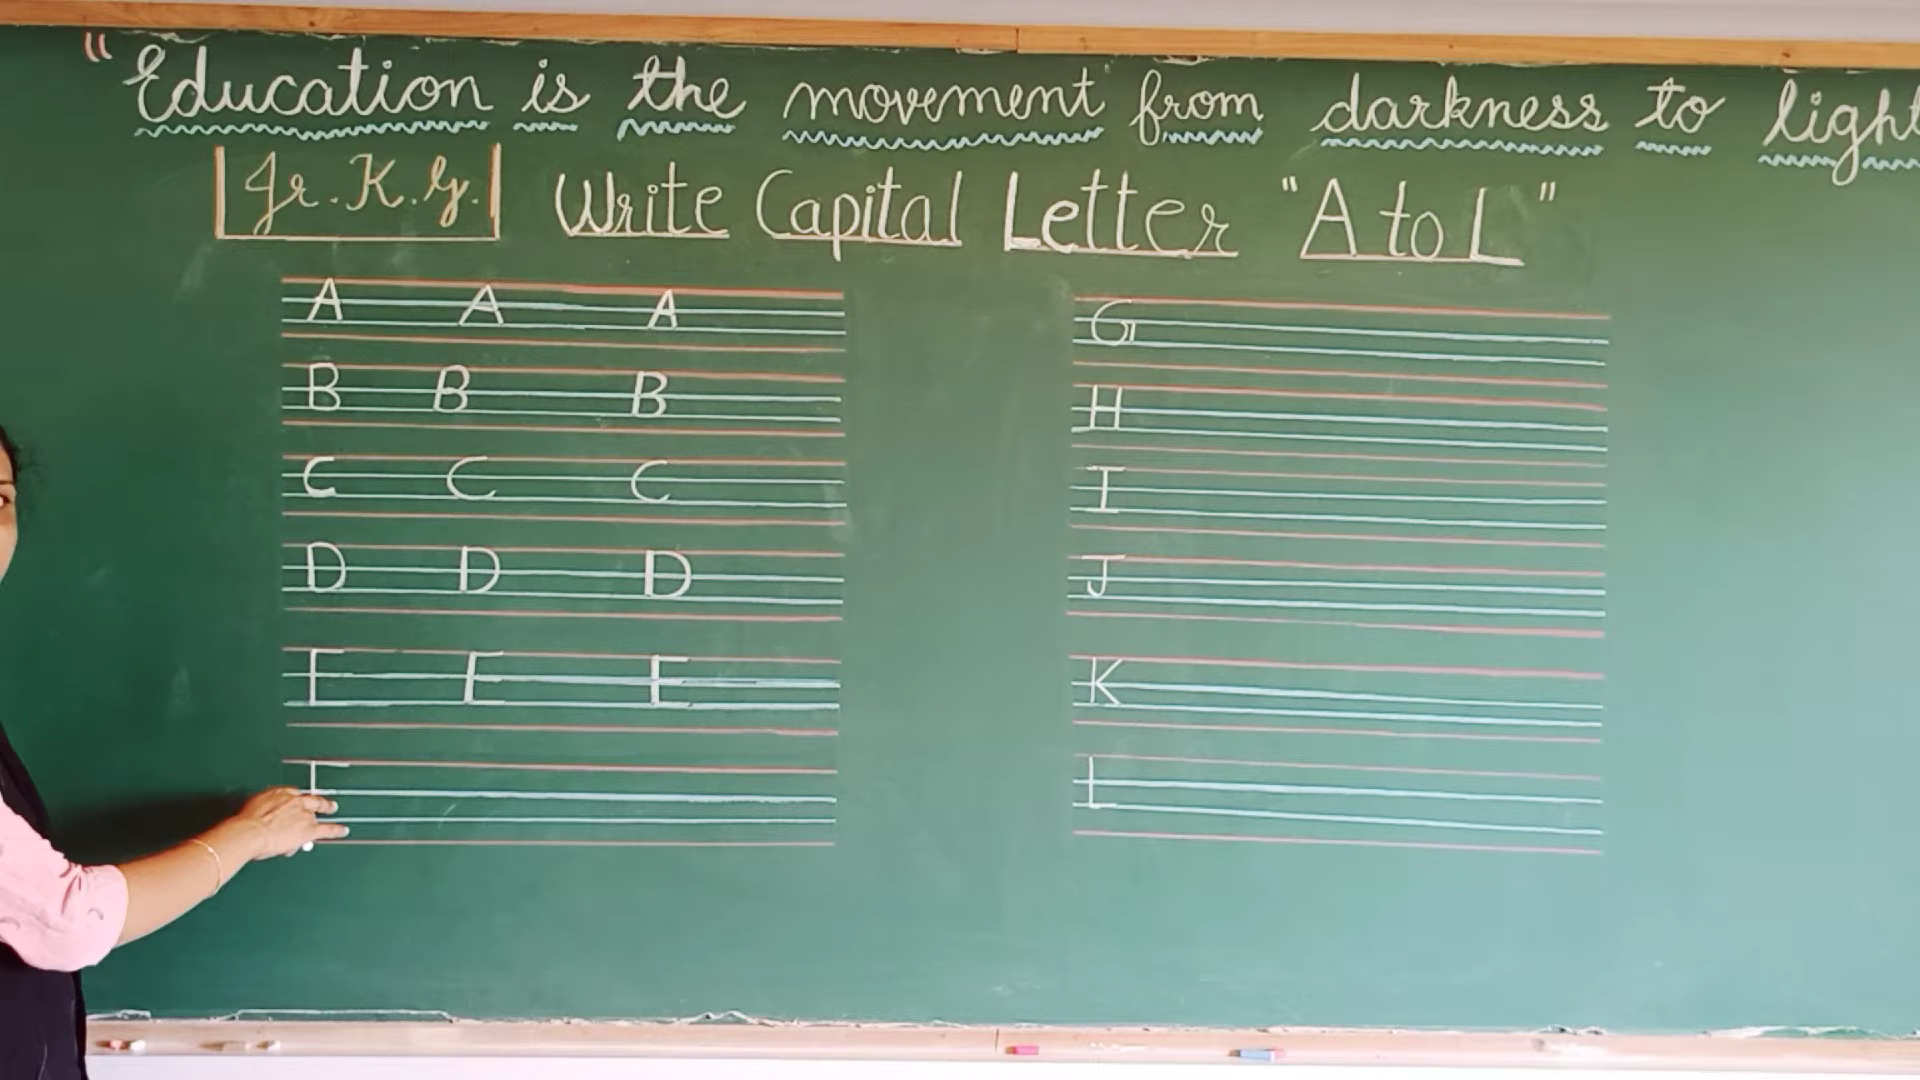 "Education is the movement from darkness to light
Jr. K. G. Write Capital Letter "A to L"
A A A
B B B
C C C
D D D
E E E
F
G
H
I
J
K
L